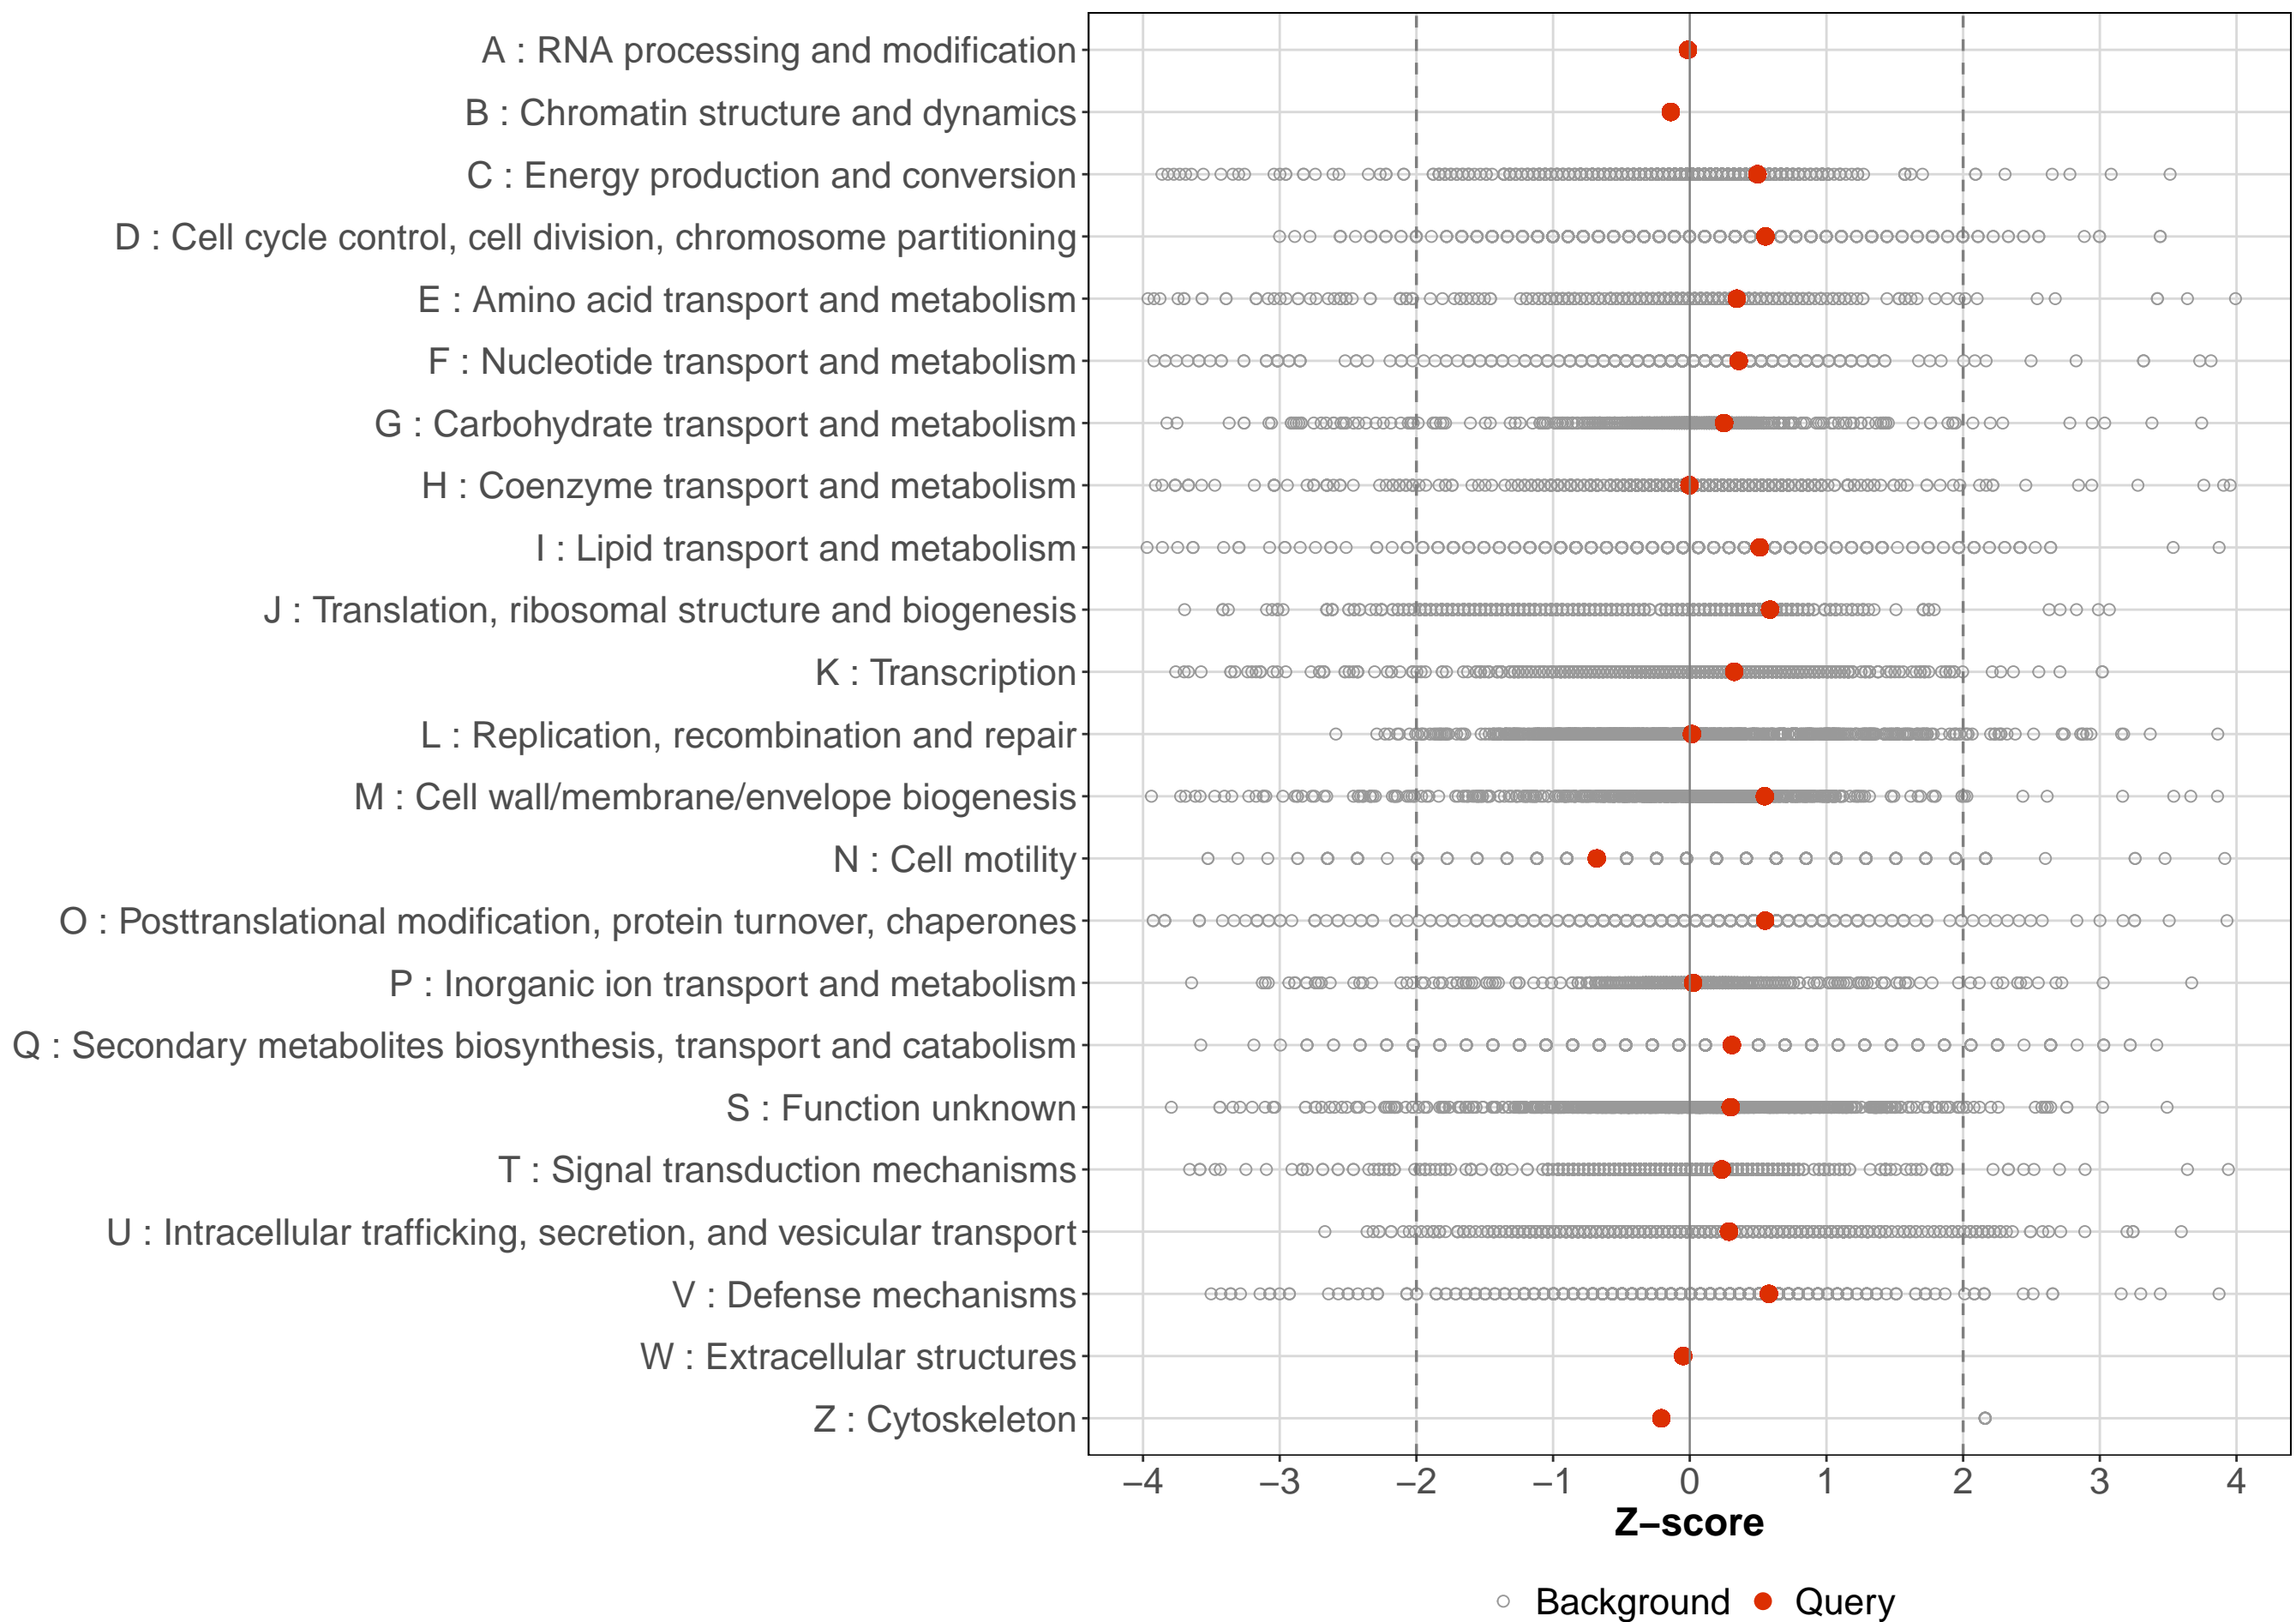 A : RNA processing and modification
B : Chromatin structure and dynamics
C : Energy production and conversion
D : Cell cycle control, cell division, chromosome partitioning
E : Amino acid transport and metabolism
F : Nucleotide transport and metabolism
G : Carbohydrate transport and metabolism
H : Coenzyme transport and metabolism
I : Lipid transport and metabolism
J : Translation, ribosomal structure and biogenesis
K : Transcription
L : Replication, recombination and repair
M : Cell wall/membrane/envelope biogenesis
N : Cell motility
O : Posttranslational modification, protein turnover, chaperones
P : Inorganic ion transport and metabolism
Q : Secondary metabolites biosynthesis, transport and catabolism
S : Function unknown
T : Signal transduction mechanisms
U : Intracellular trafficking, secretion, and vesicular transport
V : Defense mechanisms
W : Extracellular structures
Z : Cytoskeleton
−4 −3 −2 −1 0 1 2 3 4
Z−score
Background Query